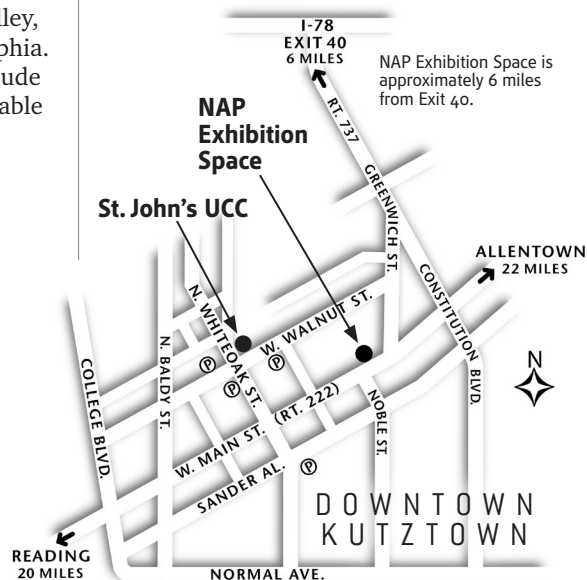 lley,
phia.
ude
able
I-78
EXIT 40
6 MILES
NAP Exhibition Space is
approximately 6 miles
from Exit 40.
RT. 737
NAP
Exhibition
Space
St. John's UCC
GREENWICH ST.
ALLENTOWN
22 MILES
CONSTITUTION BLVD.
N. WHITEOAK ST.
W. WALNUT ST.
N. BALDY ST.
COLLEGE BLVD.
P
P
P
N
W. MAIN ST. (RT. 222)
NOBLE ST.
SANDER AL.
P
DOWNTOWN
KUTZTOWN
READING
20 MILES
NORMAL AVE.